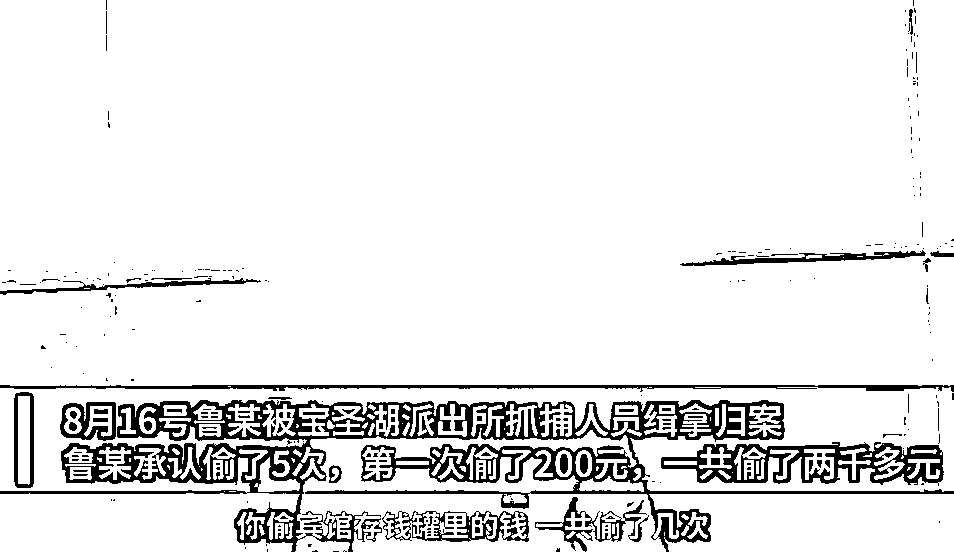 8月16号鲁某被宝圣湖派出所抓捕人员缉拿归案
鲁某承认偷了5次，第一次偷了200元，一共偷了两千多元
你偷宾馆存钱罐里的钱 一共偷了几次